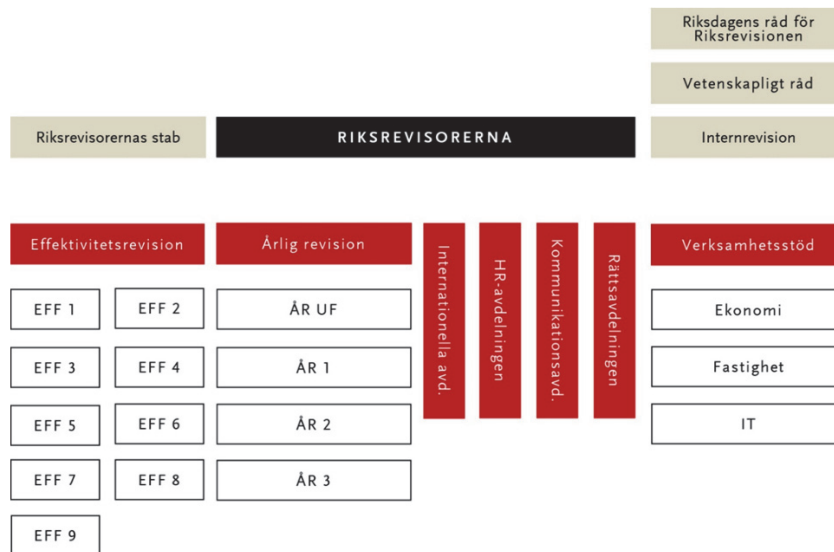 Riksdagens råd för
Riksrevisionen
Vetenskapligt råd
Riksrevisorernas stab
RIKSREVISORERNA
Internrevision
Effektivitetsrevision
Årlig revision
Internationella avd.
HR-avdelningen
Kommunikationsavd.
Rättsavdelningen
Verksamhetsstöd
EFF 1
EFF 2
ÅR UF
Ekonomi
EFF 3
EFF 4
ÅR 1
Fastighet
EFF 5
EFF 6
ÅR 2
IT
EFF 7
EFF 8
ÅR 3
EFF 9